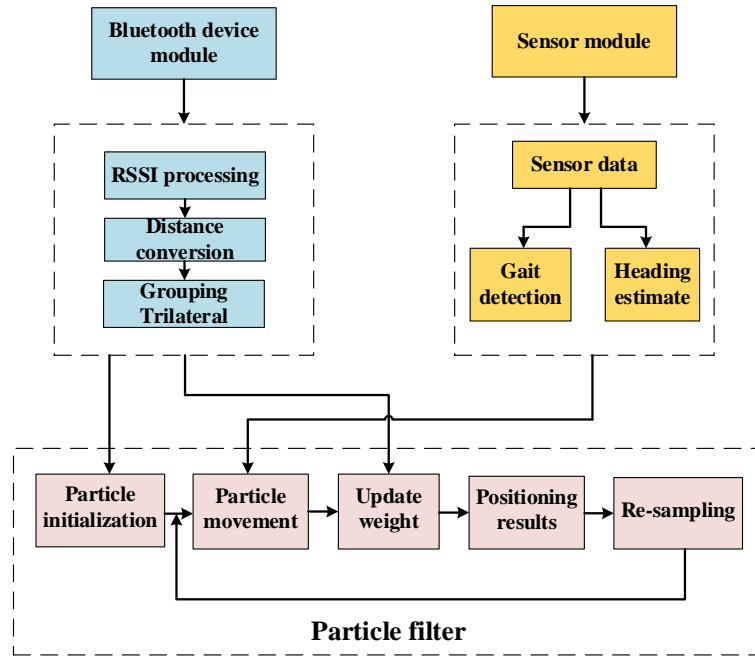 Bluetooth device
module
Sensor module
RSSI processing
Distance
conversion
Grouping
Trilateral
Sensor data
Gait
detection
Heading
estimate
Particle
initialization
Particle
movement
Update
weight
Positioning
results
Re-sampling
Particle filter